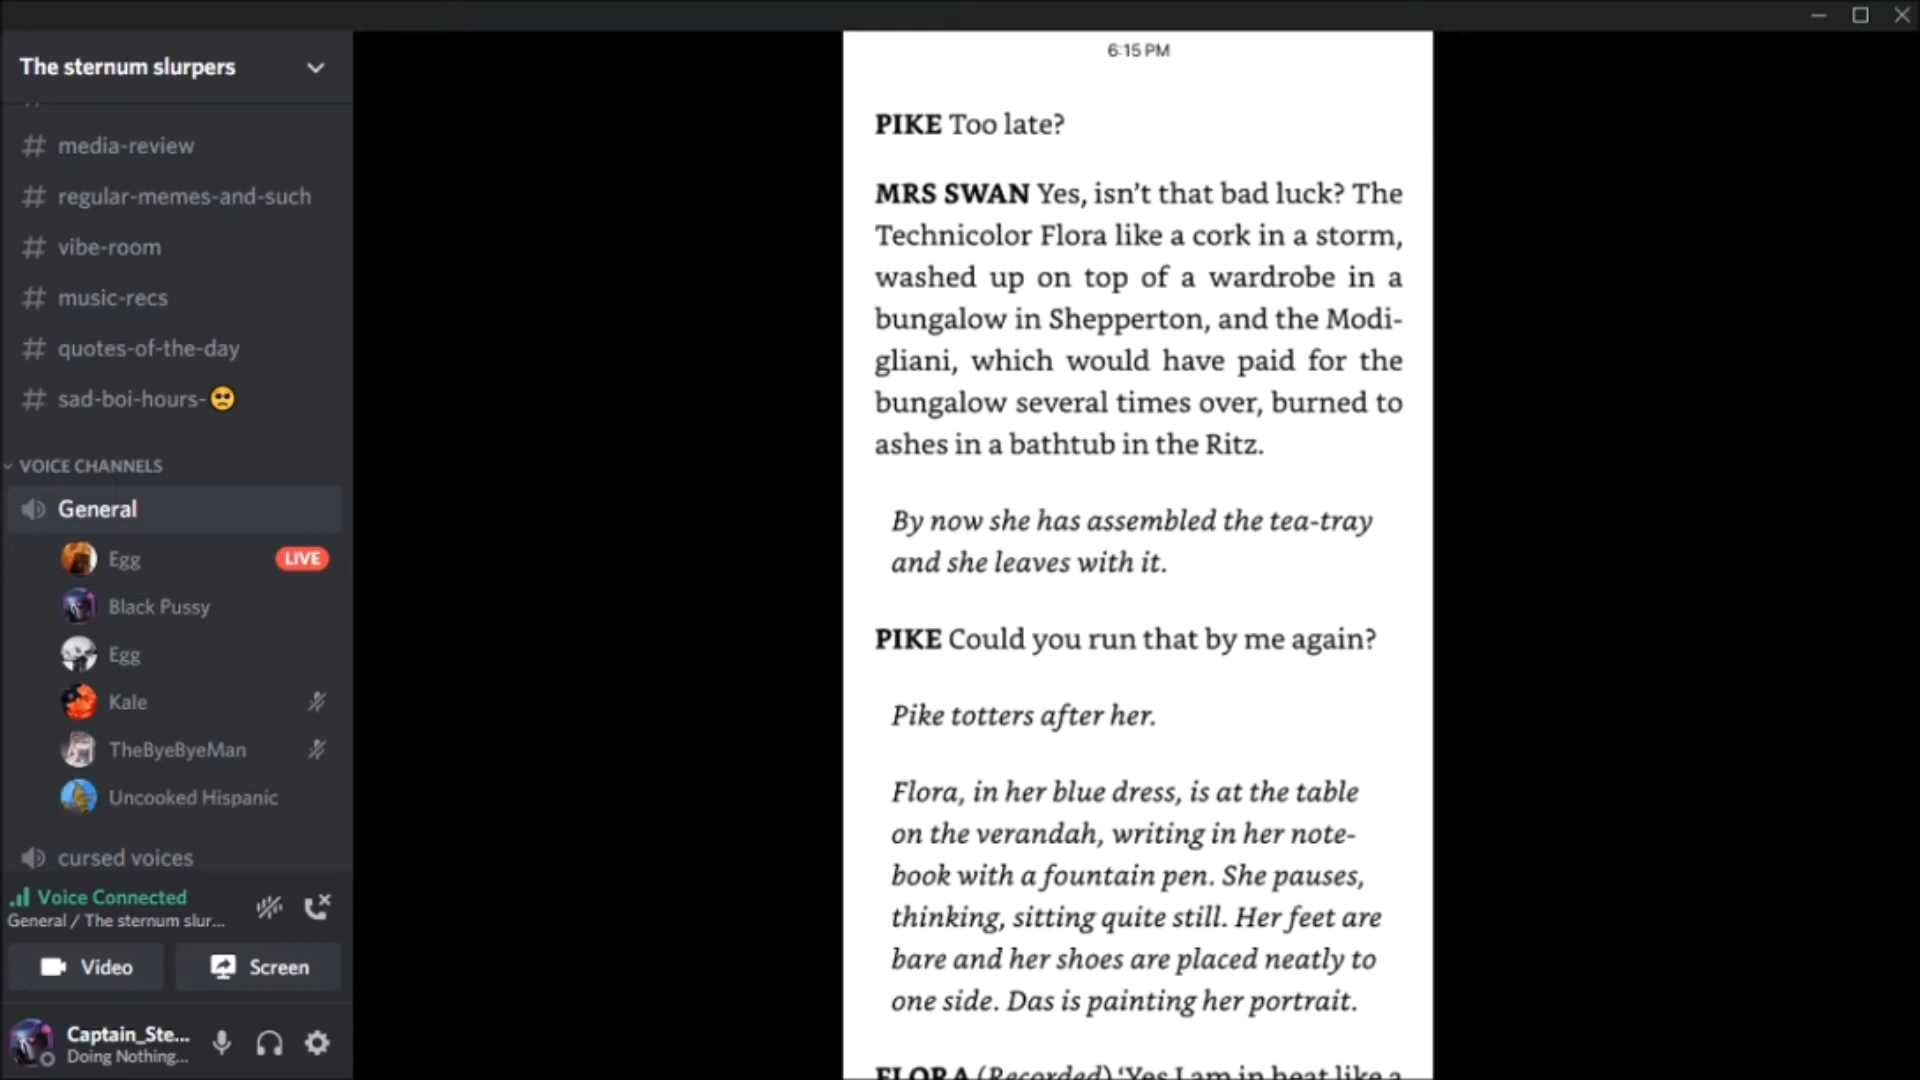 The sternum slurpers
media-review
regular-memes-and-such
vibe-room
music-recs
quotes-of-the-day
sad-boi-hours-🥺
VOICE CHANNELS
General
Egg LIVE
Black Pussy
Egg
Kale
TheByeByeMan
Uncooked Hispanic
cursed voices
Voice Connected
General / The sternum slur...
Video Screen
Captain_Ste...
Doing Nothing...
6:15 PM
PIKE Too late?
MRS SWAN Yes, isn't that bad luck? The
Technicolor Flora like a cork in a storm,
washed up on top of a wardrobe in a
bungalow in Shepperton, and the Modi-
gliani, which would have paid for the
bungalow several times over, burned to
ashes in a bathtub in the Ritz.
By now she has assembled the tea-tray
and she leaves with it.
PIKE Could you run that by me again?
Pike totters after her.
Flora, in her blue dress, is at the table
on the verandah, writing in her note-
book with a fountain pen. She pauses,
thinking, sitting quite still. Her feet are
bare and her shoes are placed neatly to
one side. Das is painting her portrait.
FLORA (Recorded) 'Yes I am in heat like a